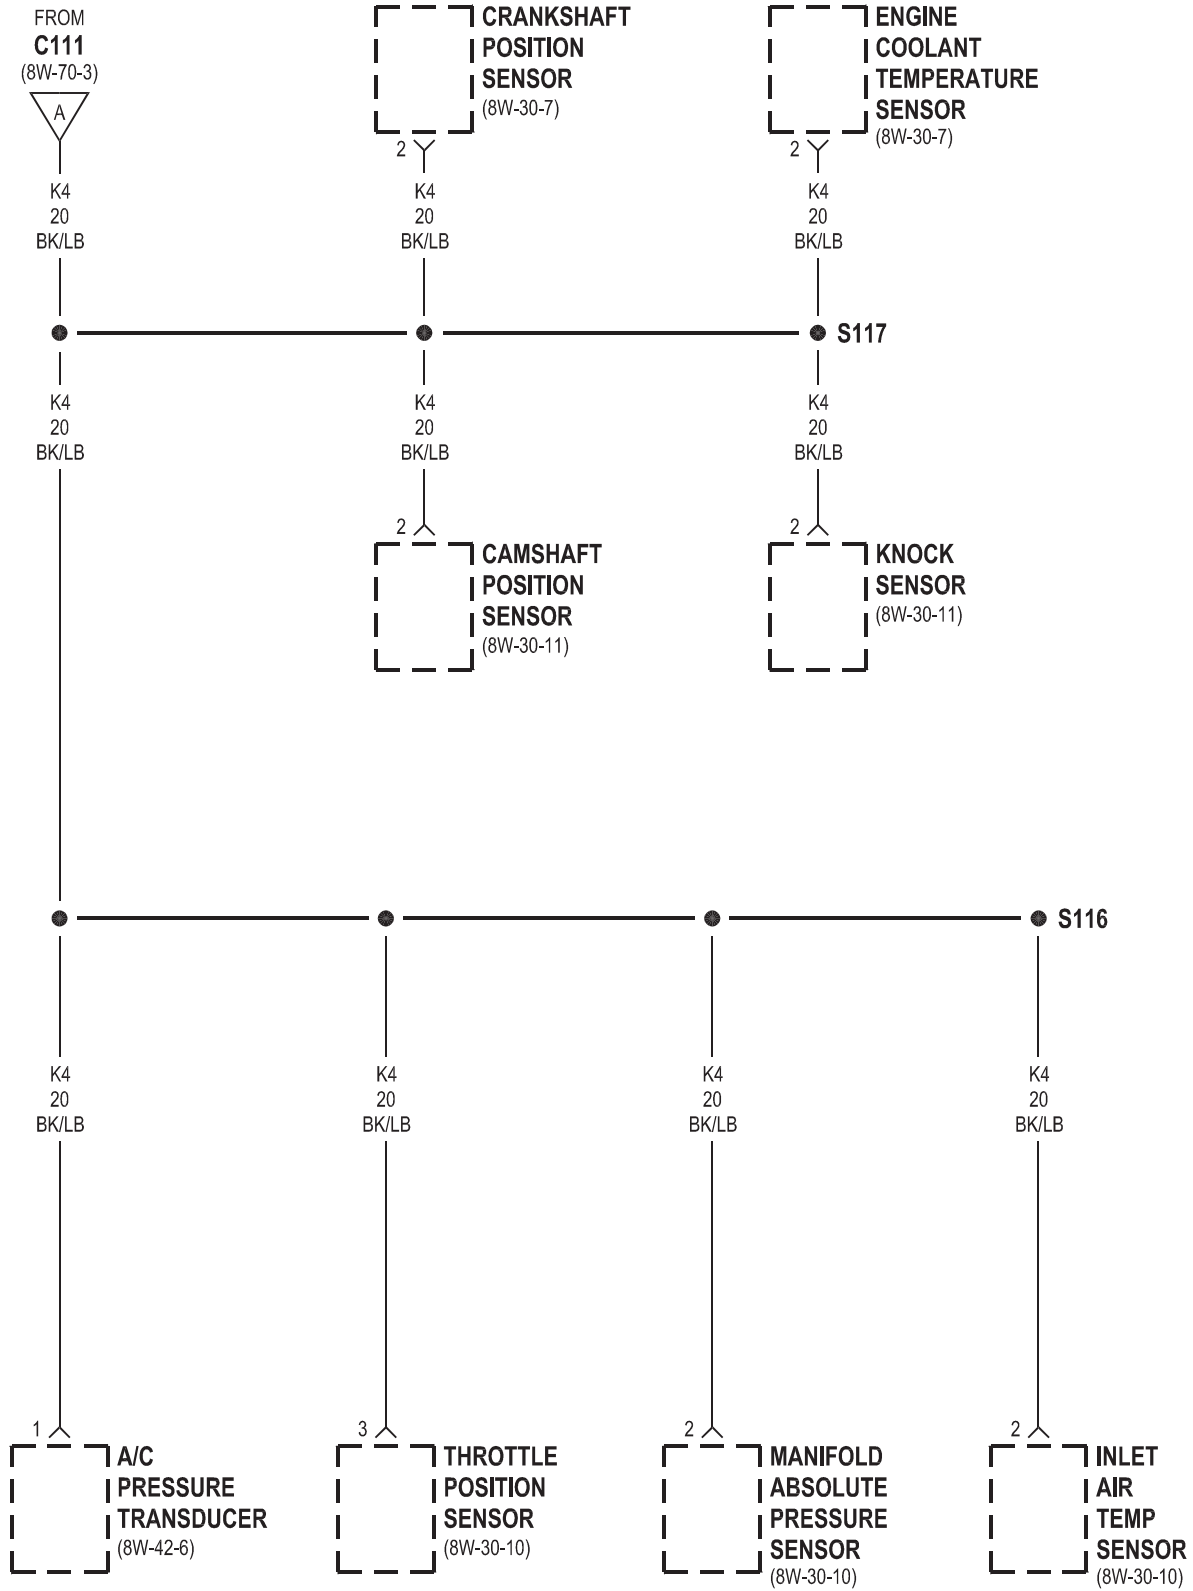 FROM
C111
(8W-70-3)
A
CRANKSHAFT
POSITION
SENSOR
(8W-30-7)
2
ENGINE
COOLANT
TEMPERATURE
SENSOR
(8W-30-7)
2
K4
20
BK/LB
K4
20
BK/LB
K4
20
BK/LB
S117
K4
20
BK/LB
K4
20
BK/LB
K4
20
BK/LB
2
CAMSHAFT
POSITION
SENSOR
(8W-30-11)
2
KNOCK
SENSOR
(8W-30-11)
S116
K4
20
BK/LB
K4
20
BK/LB
K4
20
BK/LB
K4
20
BK/LB
1
A/C
PRESSURE
TRANSDUCER
(8W-42-6)
3
THROTTLE
POSITION
SENSOR
(8W-30-10)
2
MANIFOLD
ABSOLUTE
PRESSURE
SENSOR
(8W-30-10)
2
INLET
AIR
TEMP
SENSOR
(8W-30-10)